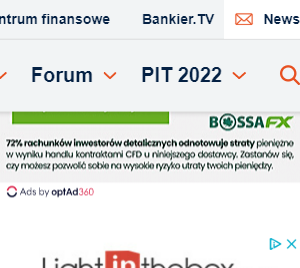 ntrum finansowe Bankier.TV News
Forum PIT 2022
BOSSAFX
72% rachunków inwestorów detalicznych odnotowuje straty pieniężne
w wyniku handlu kontraktami CFD u niniejszego dostawcy. Zastanów się,
czy możesz pozwolić sobie na wysokie ryzyko utraty twoich pieniędzy.
Ads by optAd360
Lightinthebox